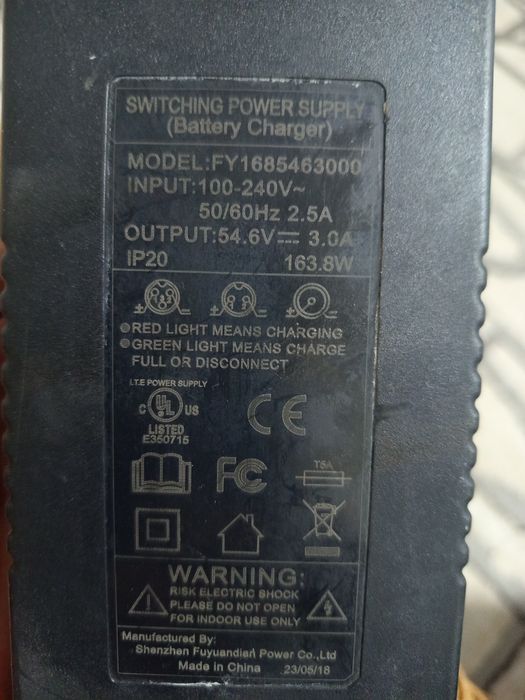 SWITCHING POWER SUPPLY
(Battery Charger)
MODEL:FY1685463000
INPUT:100-240V~
50/60Hz 2.5A
OUTPUT:54.6V⎓ 3.0A
IP20 163.8W
RED LIGHT MEANS CHARGING
GREEN LIGHT MEANS CHARGE
FULL OR DISCONNECT
I.T.E POWER SUPPLY
C UL US
LISTED
E350715
CE
FC
T5A
WARNING:
RISK ELECTRIC SHOCK
PLEASE DO NOT OPEN
FOR INDOOR USE ONLY
Manufactured By:
Shenzhen Fuyuandian Power Co.,Ltd
Made in China 23/05/18